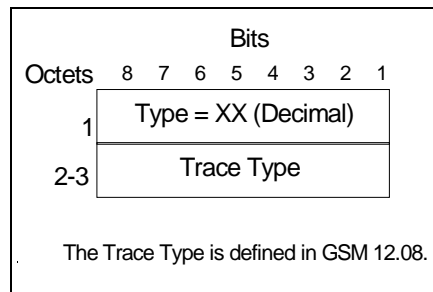 Bits
Octets 8 7 6 5 4 3 2 1
1 Type = XX (Decimal)
2-3 Trace Type
. The Trace Type is defined in GSM 12.08.